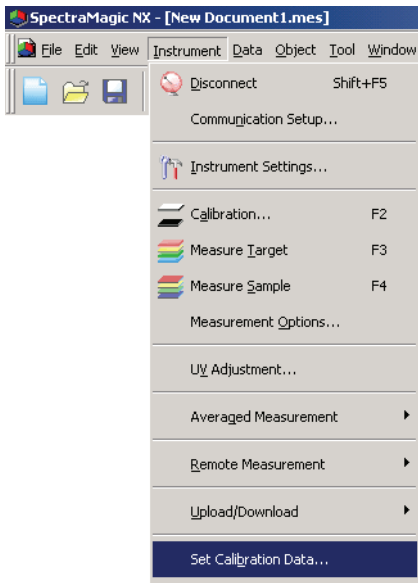 SpectraMagic NX - [New Document1.mes]
File Edit View Instrument Data Object Tool Window
Disconnect Shift+F5
Communication Setup...
Instrument Settings...
Calibration... F2
Measure Target F3
Measure Sample F4
Measurement Options...
UV Adjustment...
Averaged Measurement
Remote Measurement
Upload/Download
Set Calibration Data...